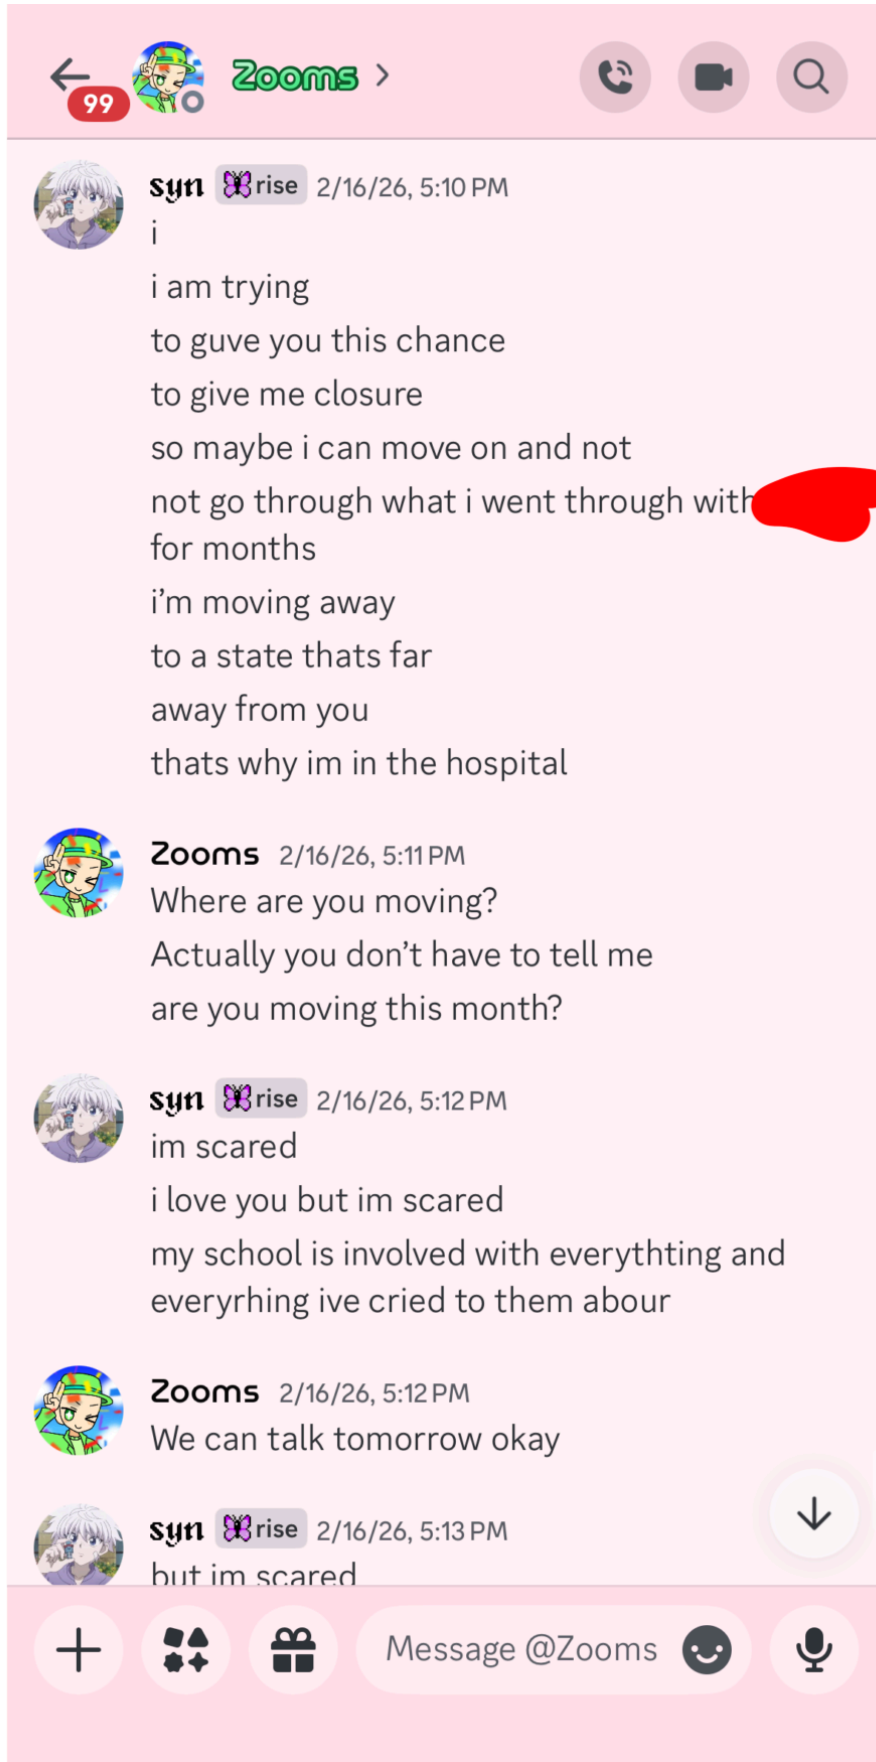 99
Zooms
syn rise 2/16/26, 5:10 PM
i
i am trying
to guve you this chance
to give me closure
so maybe i can move on and not
not go through what i went through with
for months
i'm moving away
to a state thats far
away from you
thats why im in the hospital
Zooms 2/16/26, 5:11 PM
Where are you moving?
Actually you don't have to tell me
are you moving this month?
syn rise 2/16/26, 5:12 PM
im scared
i love you but im scared
my school is involved with everythting and
everyrhing ive cried to them abour
Zooms 2/16/26, 5:12 PM
We can talk tomorrow okay
syn rise 2/16/26, 5:13 PM
but im scared
Message @Zooms